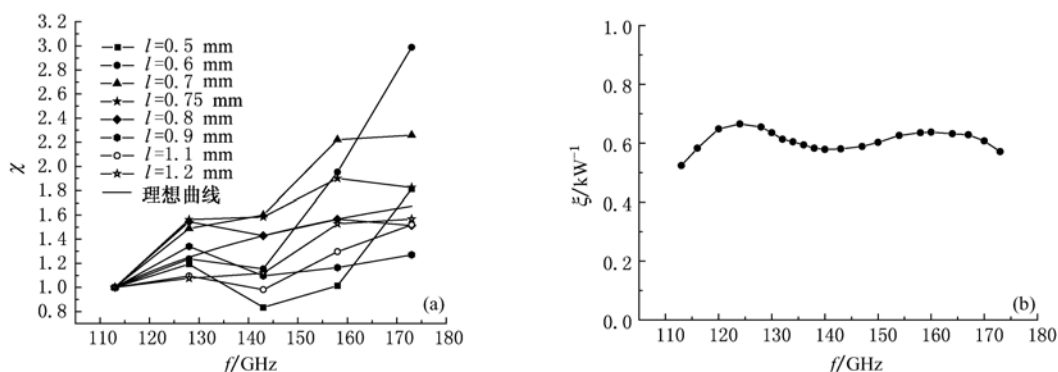 3.2
3.0
2.8
2.6
2.4
2.2
2.0
1.8
1.6
1.4
1.2
1.0
0.8
χ
l=0.5 mm
l=0.6 mm
l=0.7 mm
l=0.75 mm
l=0.8 mm
l=0.9 mm
l=1.1 mm
l=1.2 mm
理想曲线
(a)
110 120 130 140 150 160 170 180
f/GHz
1.0
0.8
0.6
0.4
0.2
0.0
ξ/kW⁻¹
(b)
110 120 130 140 150 160 170 180
f/GHz